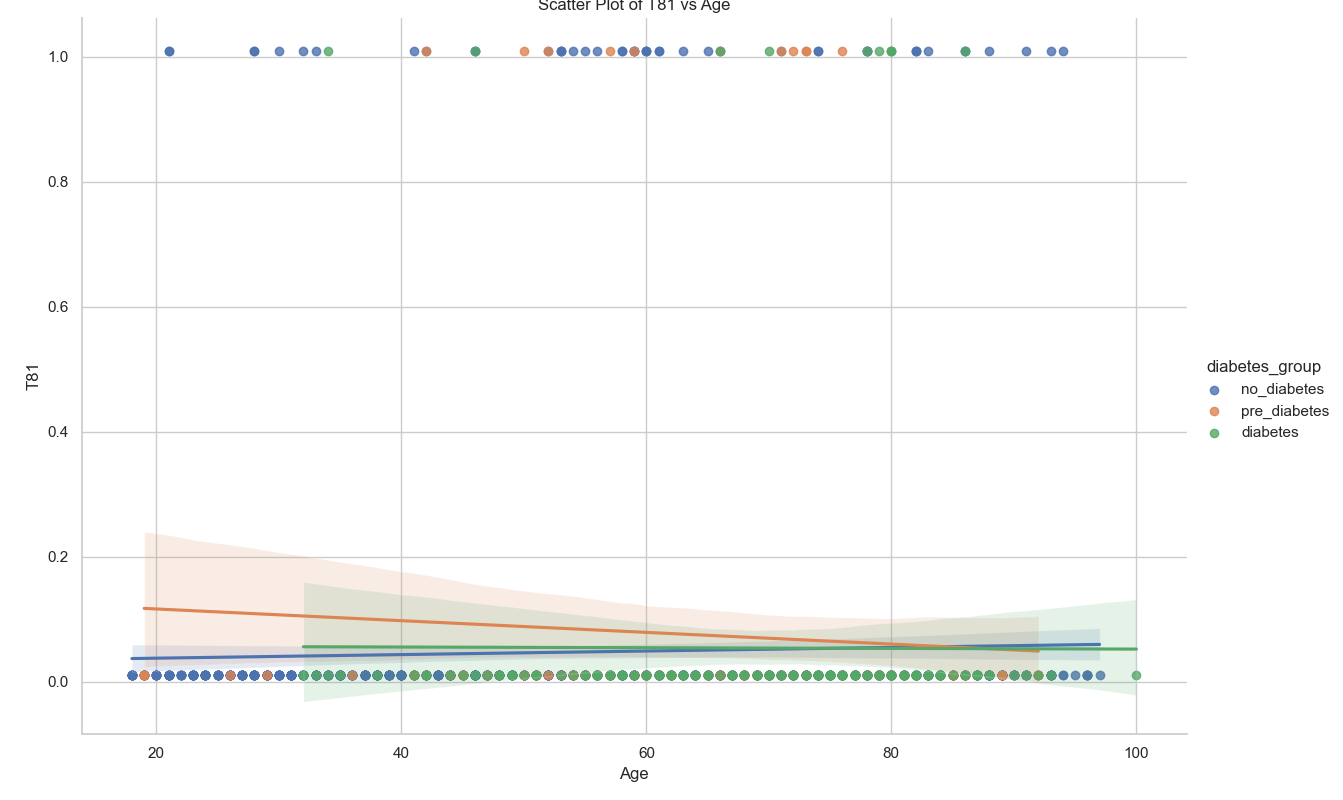 Scatter Plot of T81 vs Age
1.0
0.8
0.6
0.4
0.2
0.0
T81
20 40 60 80 100
Age
diabetes_group
no_diabetes
pre_diabetes
diabetes